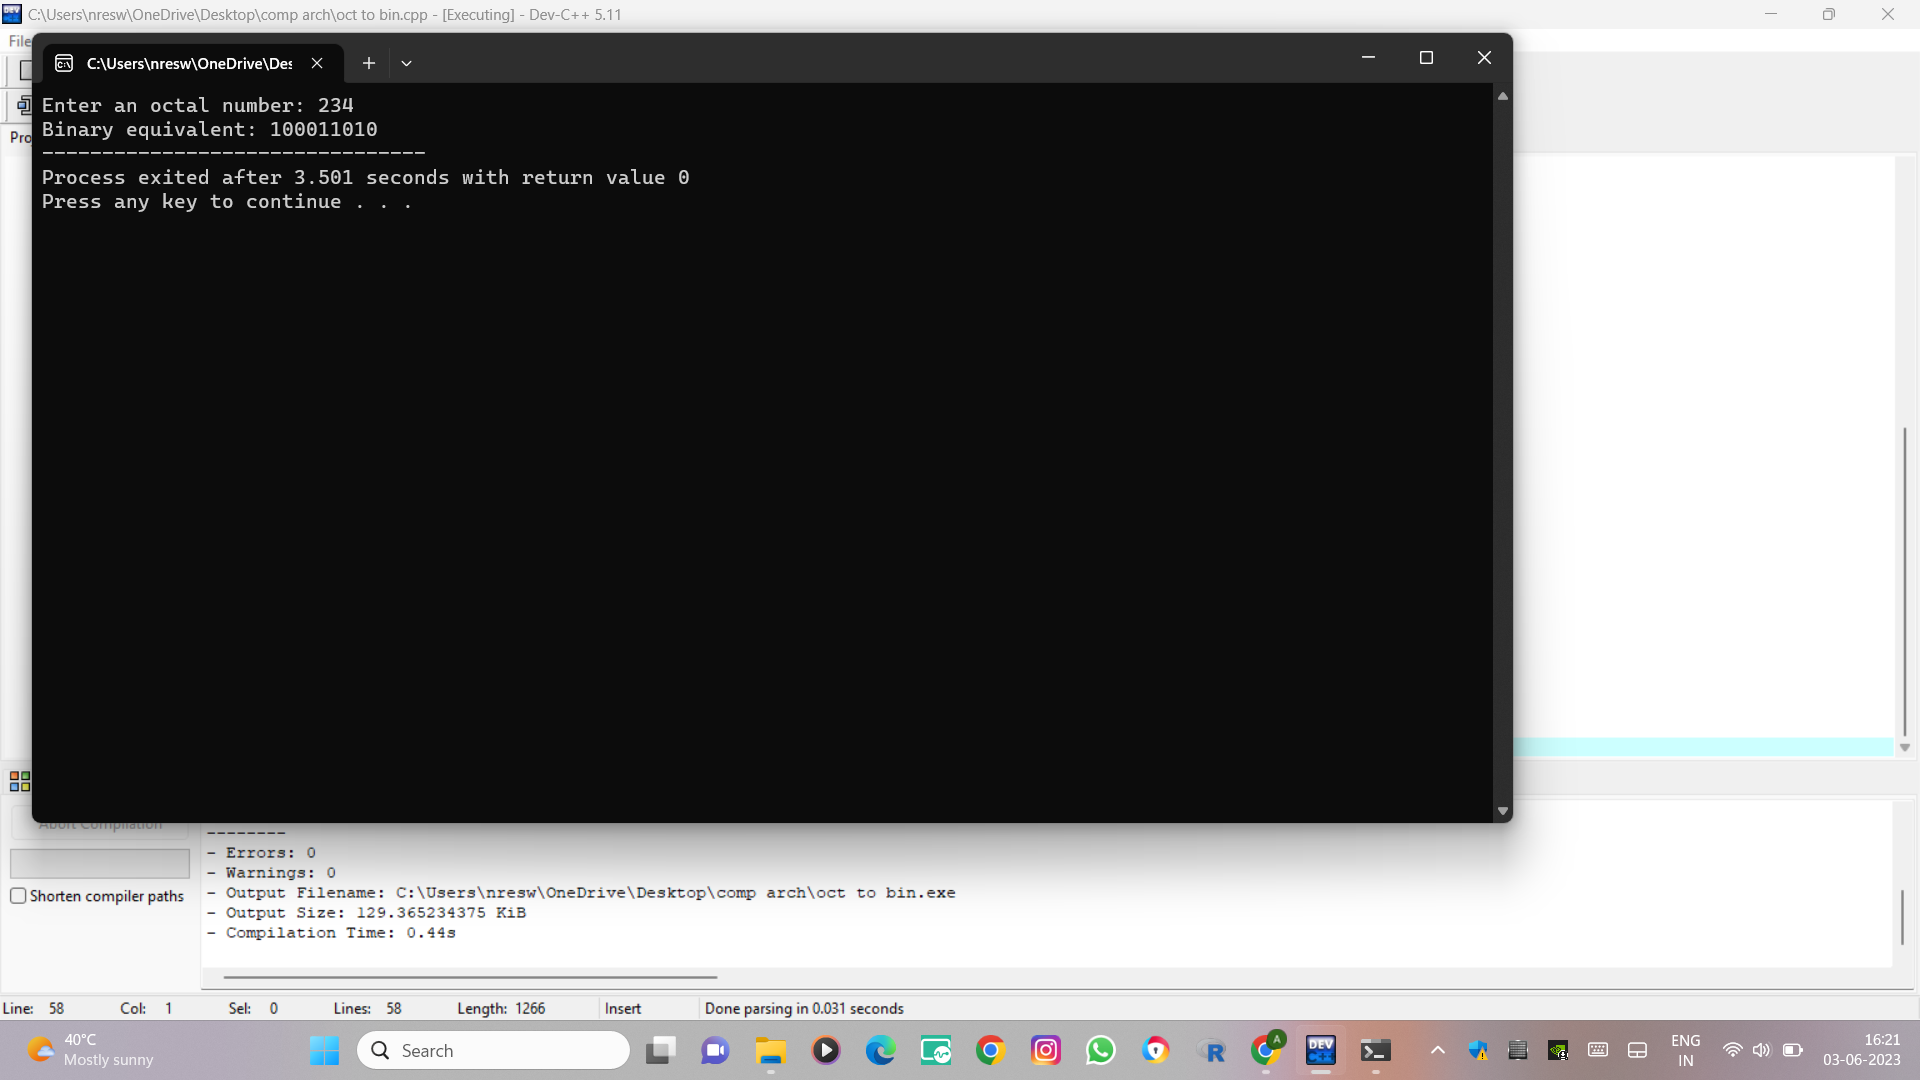 C:\Users\nresw\OneDrive\Desktop\comp arch\oct to bin.cpp - [Executing] - Dev-C++ 5.11
File
C:\Users\nresw\OneDrive\Des
Enter an octal number: 234
Binary equivalent: 100011010
--------------------------------
Process exited after 3.501 seconds with return value 0
Press any key to continue . . .
Pro
Abort Compilation
--------
- Errors: 0
- Warnings: 0
- Output Filename: C:\Users\nresw\OneDrive\Desktop\comp arch\oct to bin.exe
- Output Size: 129.365234375 KiB
- Compilation Time: 0.44s
Shorten compiler paths
Line: 58 Col: 1 Sel: 0 Lines: 58 Length: 1266 Insert Done parsing in 0.031 seconds
40°C
Mostly sunny
Search
A
DEV
ENG
IN
16:21
03-06-2023